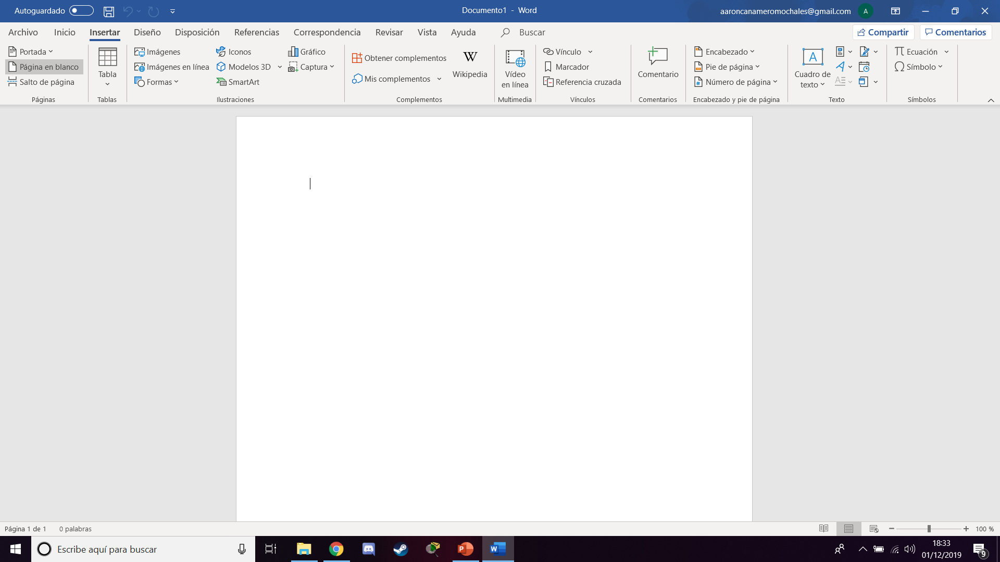 Autoguardado
Documento1 - Word
aaroncanameromochales@gmail.com
A
Archivo Inicio Insertar Diseño Disposición Referencias Correspondencia Revisar Vista Ayuda Buscar
Compartir
Comentarios
Portada
Página en blanco
Salto de página
Páginas
Tabla
Tablas
Imágenes
Imágenes en línea
Formas
Iconos
Modelos 3D
SmartArt
Gráfico
Captura
Ilustraciones
Obtener complementos
Mis complementos
W
Wikipedia
Complementos
Vídeo
en línea
Multimedia
Vínculo
Marcador
Referencia cruzada
Vínculos
Comentario
Comentarios
Encabezado
Pie de página
Número de página
Encabezado y pie de página
A
Cuadro de
texto
Texto
Ecuación
Símbolo
Símbolos
Página 1 de 1
0 palabras
100 %
Escribe aquí para buscar
18:33
01/12/2019
9